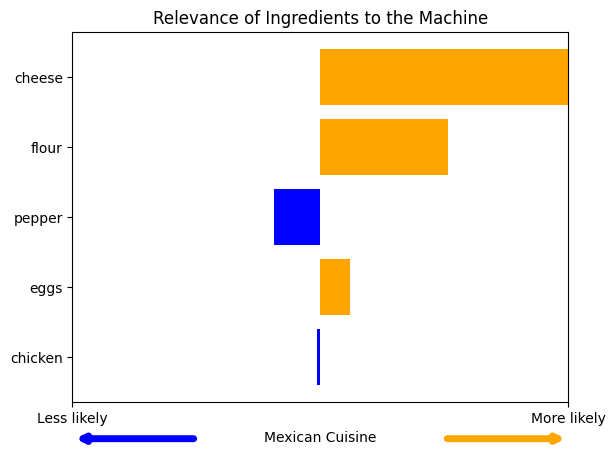 Relevance of Ingredients to the Machine
cheese
flour
pepper
eggs
chicken
Less likely
More likely
Mexican Cuisine